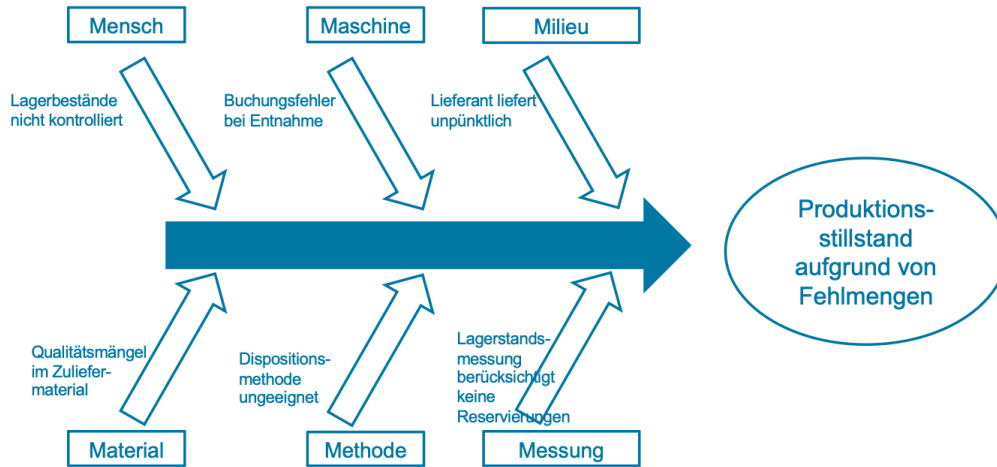 Mensch
Maschine
Milieu
Lagerbestände
nicht kontrolliert
Buchungsfehler
bei Entnahme
Lieferant liefert
unpünktlich
Produktions-
stillstand
aufgrund von
Fehlmengen
Qualitätsmängel
im Zuliefer-
material
Dispositions-
methode
ungeeignet
Lagerstands-
messung
berücksichtigt
keine
Reservierungen
Material
Methode
Messung